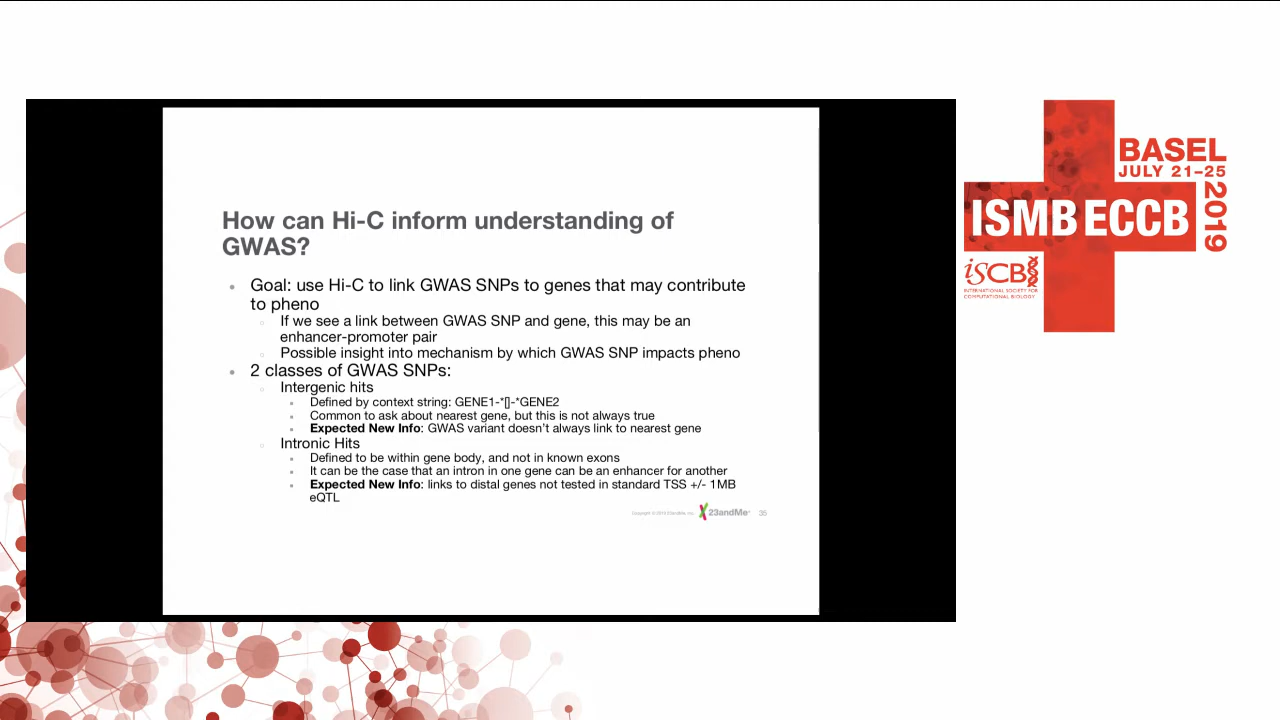 How can Hi-C inform understanding of
GWAS?
Goal: use Hi-C to link GWAS SNPs to genes that may contribute
to pheno
If we see a link between GWAS SNP and gene, this may be an
enhancer-promoter pair
Possible insight into mechanism by which GWAS SNP impacts pheno
2 classes of GWAS SNPs:
Intergenic hits
Defined by context string: GENE1-*[]-*GENE2
Common to ask about nearest gene, but this is not always true
Expected New Info: GWAS variant doesn't always link to nearest gene
Intronic Hits
Defined to be within gene body, and not in known exons
It can be the case that an intron in one gene can be an enhancer for another
Expected New Info: links to distal genes not tested in standard TSS +/- 1MB
eQTL
Copyright © 2019 23andMe, Inc.
23andMe
35
BASEL
JULY 21-25
2019
ISMB ECCB
iSCB
INTERNATIONAL SOCIETY FOR
COMPUTATIONAL BIOLOGY